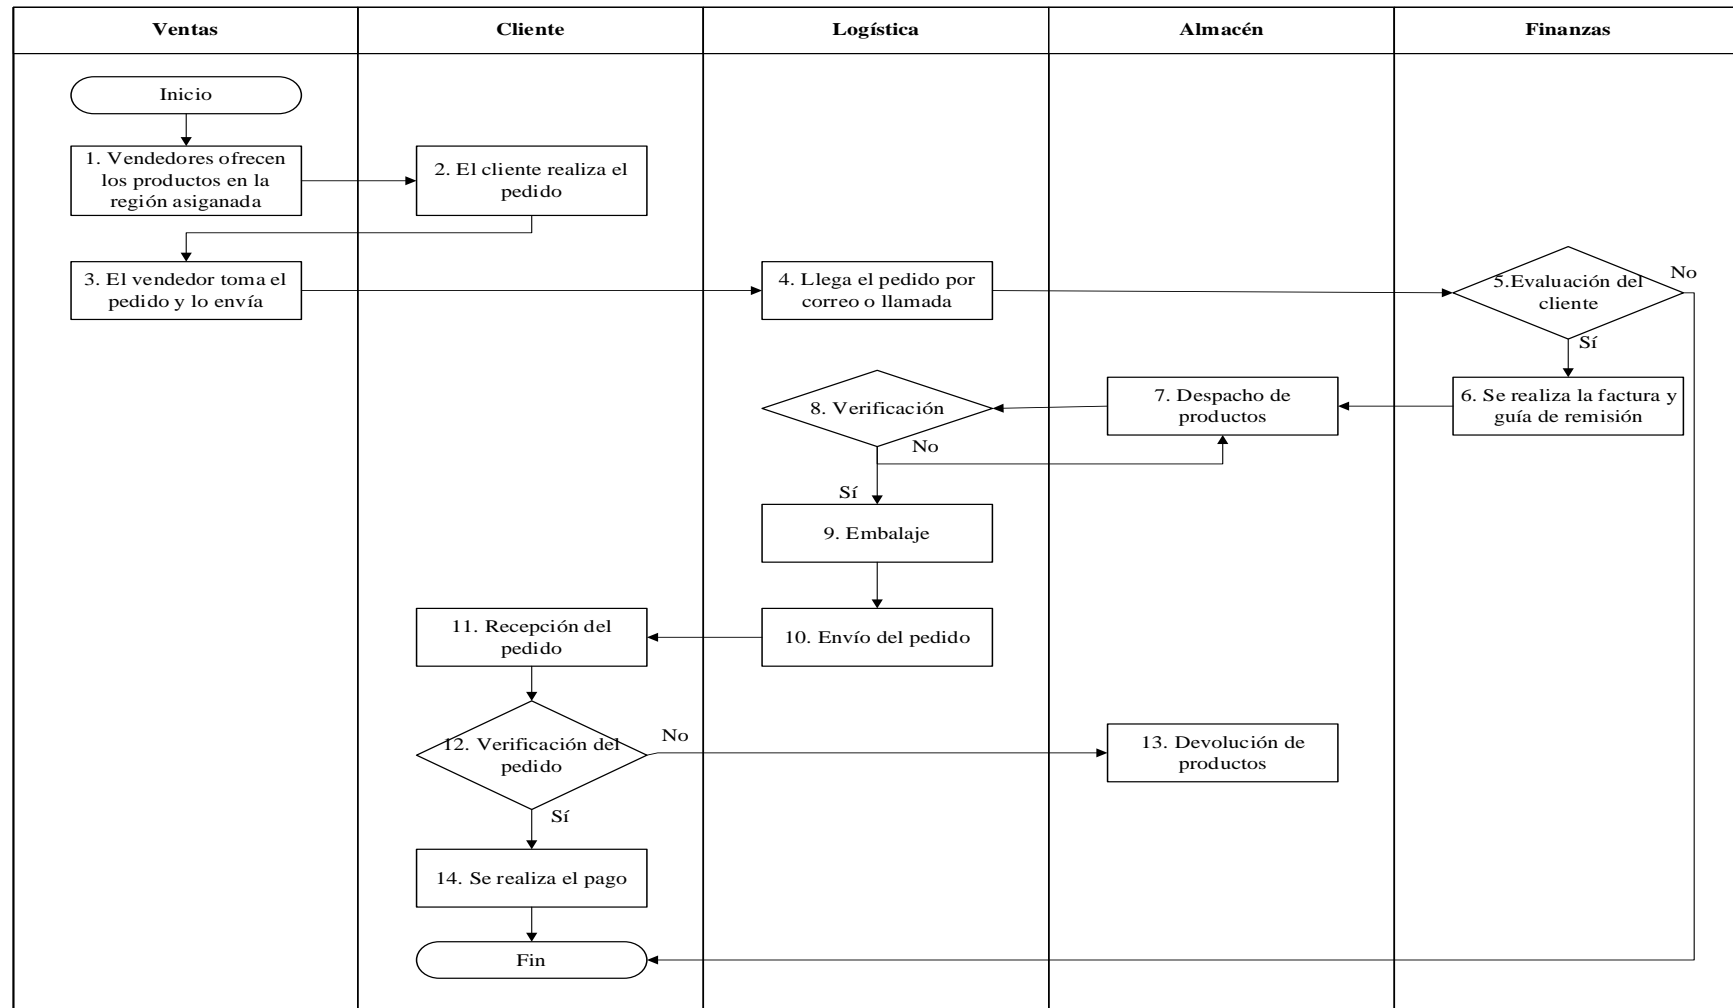 Ventas
Cliente
Logística
Almacén
Finanzas
Inicio
1. Vendedores ofrecen
los productos en la
región asiganada
2. El cliente realiza el
pedido
3. El vendedor toma el
pedido y lo envía
4. Llega el pedido por
correo o llamada
5.Evaluación del
cliente
No
Sí
6. Se realiza la factura y
guía de remisión
7. Despacho de
productos
8. Verificación
No
Sí
9. Embalaje
10. Envío del pedido
11. Recepción del
pedido
12. Verificación del
pedido
No
13. Devolución de
productos
Sí
14. Se realiza el pago
Fin